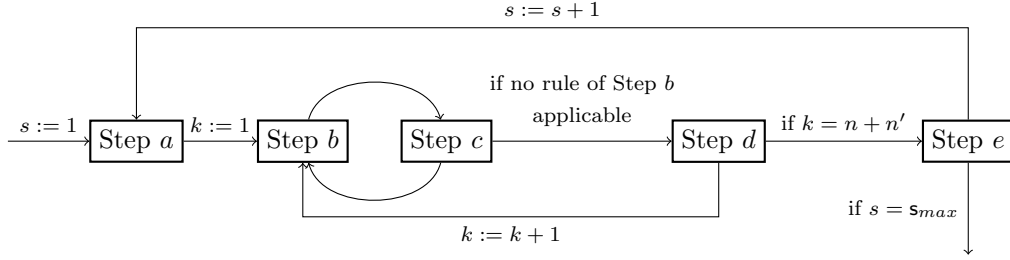 s := s + 1
if no rule of Step b
applicable
s := 1
Step a
k := 1
Step b
Step c
Step d
if k = n + n′
Step e
k := k + 1
if s = s_max